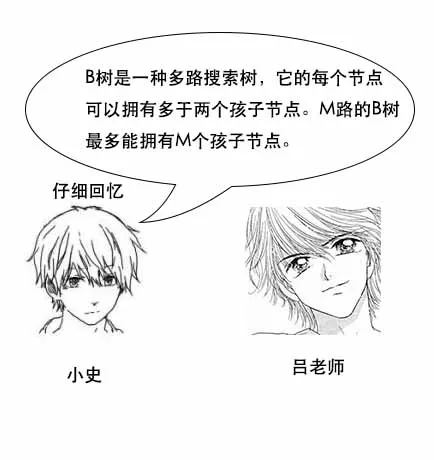 B树是一种多路搜索树，它的每个节点
可以拥有多于两个孩子节点。M路的B树
最多能拥有M个孩子节点。
仔细回忆
小史
吕老师